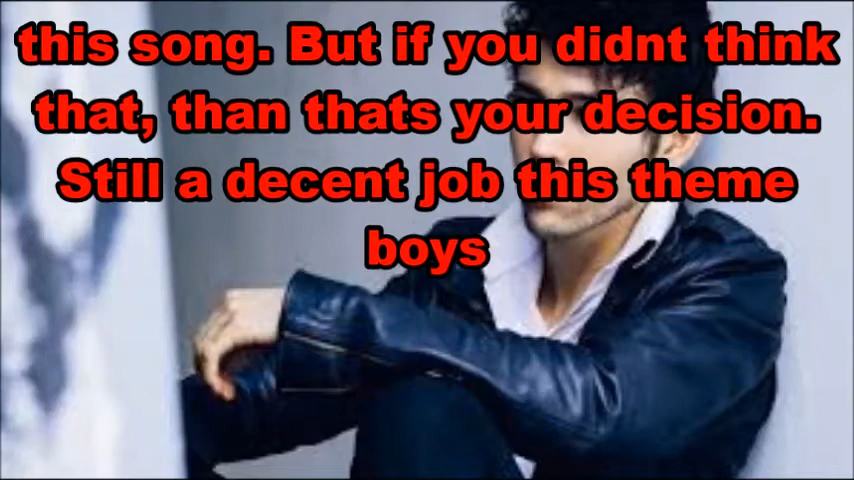 this song. But if you didnt think
that, than thats your decision.
Still a decent job this theme
boys